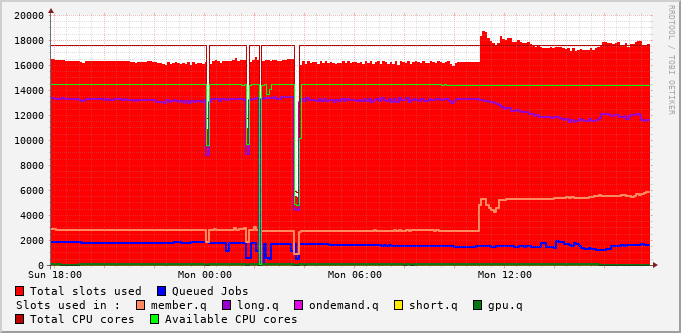 20000
18000
16000
14000
12000
10000
8000
6000
4000
2000
0
Sun 18:00 Mon 00:00 Mon 06:00 Mon 12:00
Total slots used Queued Jobs
Slots used in : member.q long.q ondemand.q short.q gpu.q
Total CPU cores Available CPU cores
RRDTOOL / TOBI OETIKER